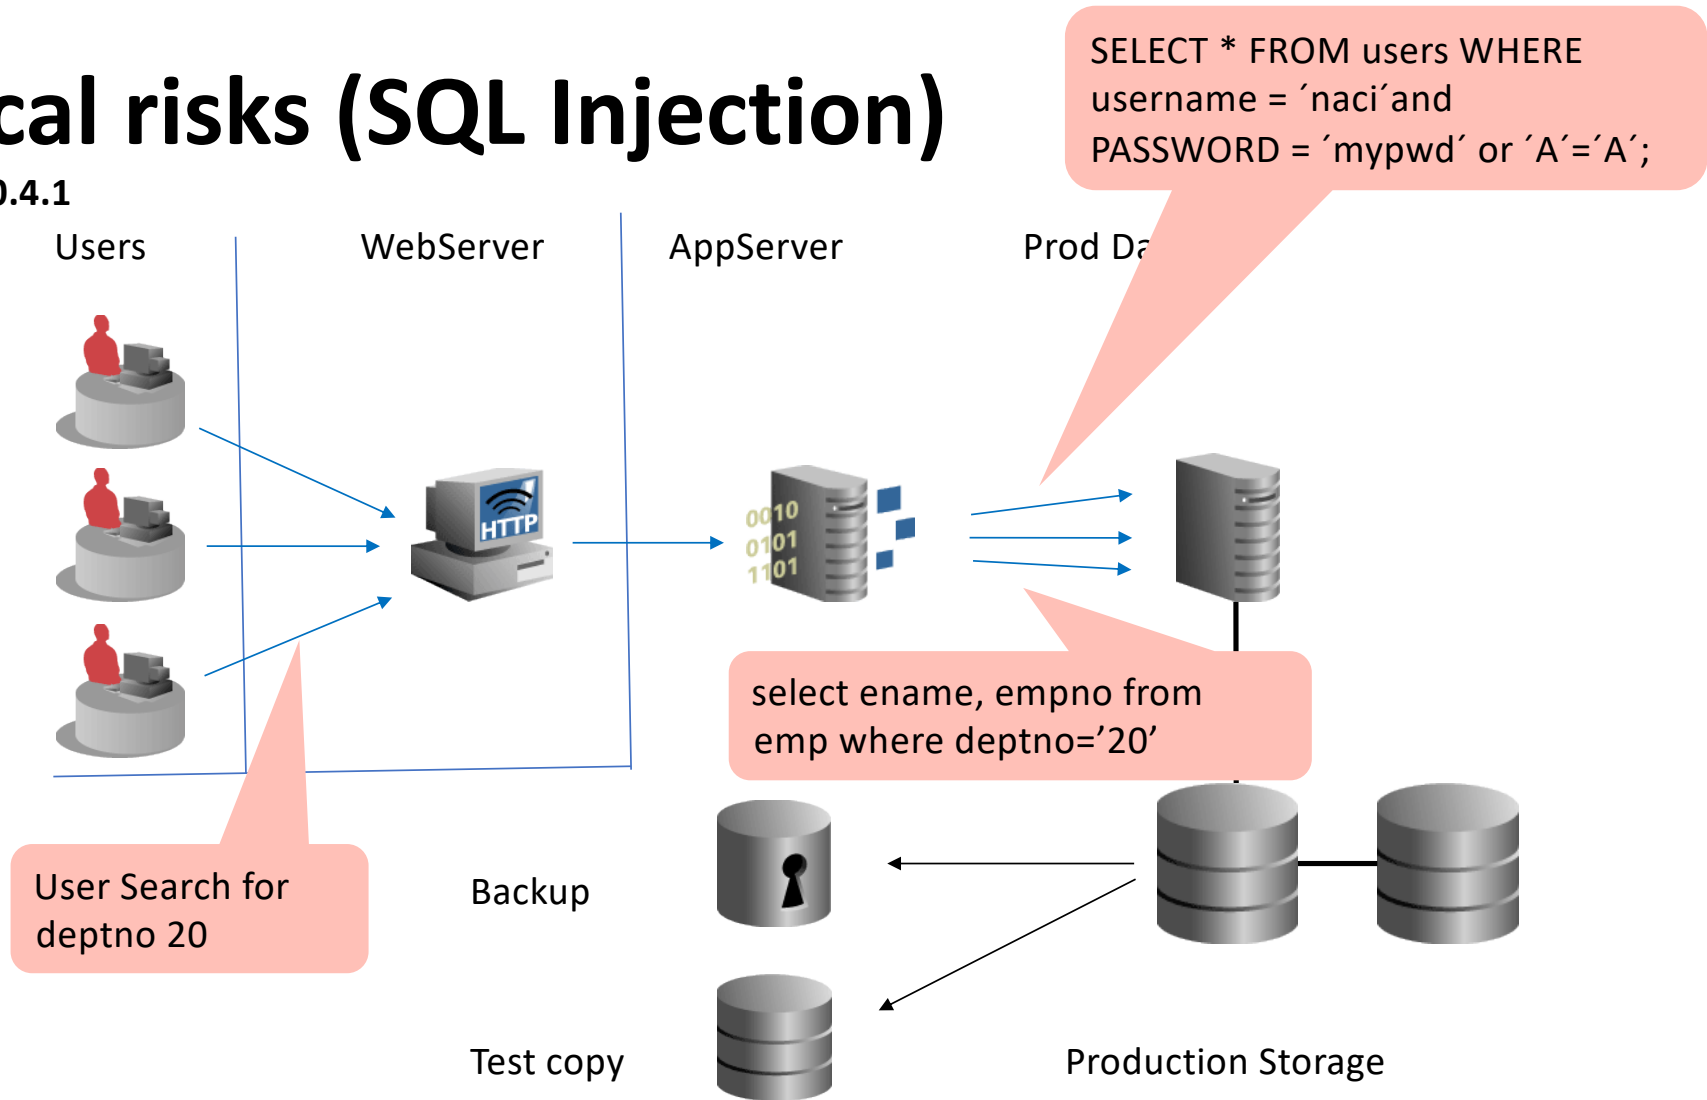 cal risks (SQL Injection)
0.4.1
SELECT * FROM users WHERE
username = ´naci´and
PASSWORD = ´mypwd´ or ´A´=´A´;
Users
WebServer
AppServer
Prod Da
HTTP
0010
0101
1101
select ename, empno from
emp where deptno=’20’
User Search for
deptno 20
Backup
Test copy
Production Storage